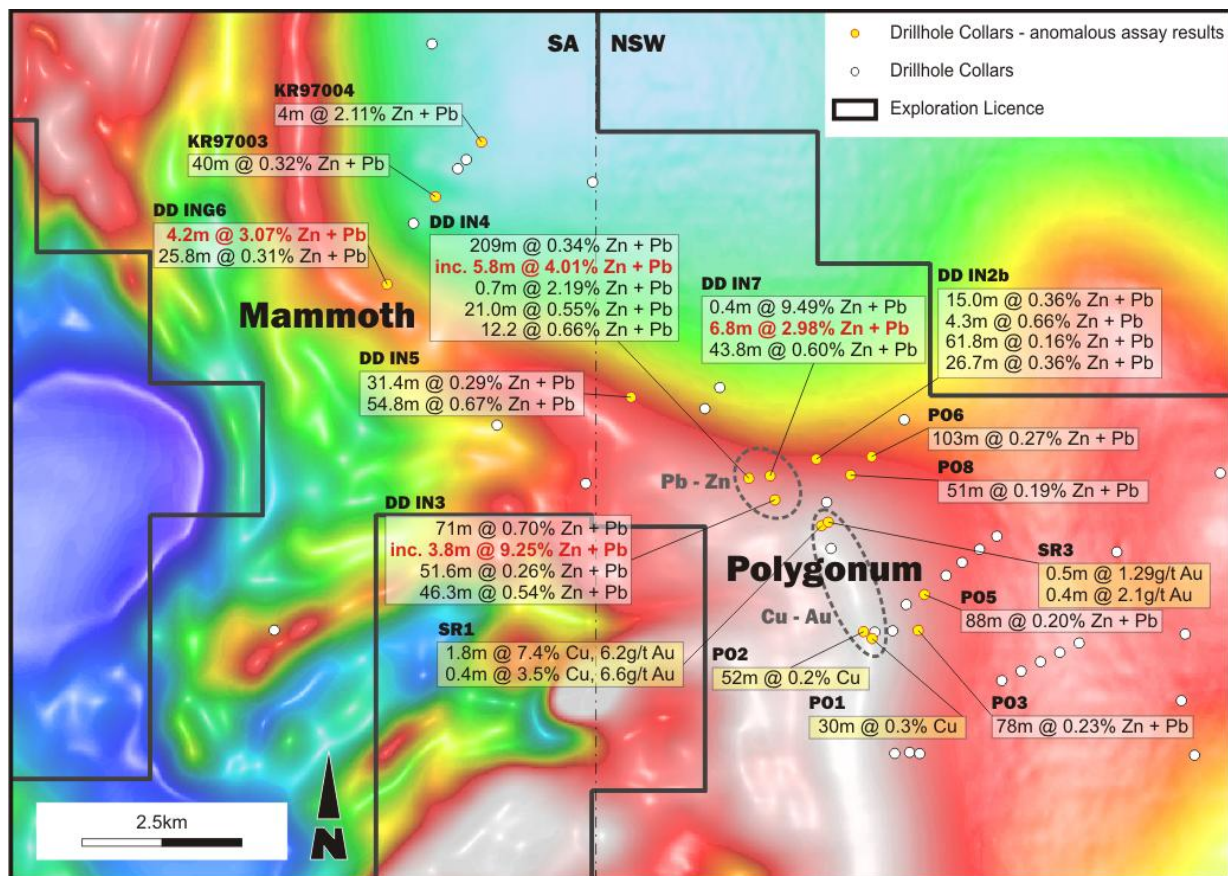 SA
NSW
Drillhole Collars - anomalous assay results
Drillhole Collars
Exploration Licence
KR97004
4m @ 2.11% Zn + Pb
KR97003
40m @ 0.32% Zn + Pb
DD ING6
4.2m @ 3.07% Zn + Pb
25.8m @ 0.31% Zn + Pb
DD IN4
209m @ 0.34% Zn + Pb
inc. 5.8m @ 4.01% Zn + Pb
0.7m @ 2.19% Zn + Pb
21.0m @ 0.55% Zn + Pb
12.2 @ 0.66% Zn + Pb
DD IN7
0.4m @ 9.49% Zn + Pb
6.8m @ 2.98% Zn + Pb
43.8m @ 0.60% Zn + Pb
DD IN2b
15.0m @ 0.36% Zn + Pb
4.3m @ 0.66% Zn + Pb
61.8m @ 0.16% Zn + Pb
26.7m @ 0.36% Zn + Pb
Mammoth
DD IN5
31.4m @ 0.29% Zn + Pb
54.8m @ 0.67% Zn + Pb
PO6
103m @ 0.27% Zn + Pb
PO8
51m @ 0.19% Zn + Pb
Pb - Zn
DD IN3
71m @ 0.70% Zn + Pb
inc. 3.8m @ 9.25% Zn + Pb
51.6m @ 0.26% Zn + Pb
46.3m @ 0.54% Zn + Pb
Polygonum
SR3
0.5m @ 1.29g/t Au
0.4m @ 2.1g/t Au
PO5
88m @ 0.20% Zn + Pb
Cu - Au
SR1
1.8m @ 7.4% Cu, 6.2g/t Au
0.4m @ 3.5% Cu, 6.6g/t Au
PO2
52m @ 0.2% Cu
PO1
30m @ 0.3% Cu
PO3
78m @ 0.23% Zn + Pb
2.5km
N